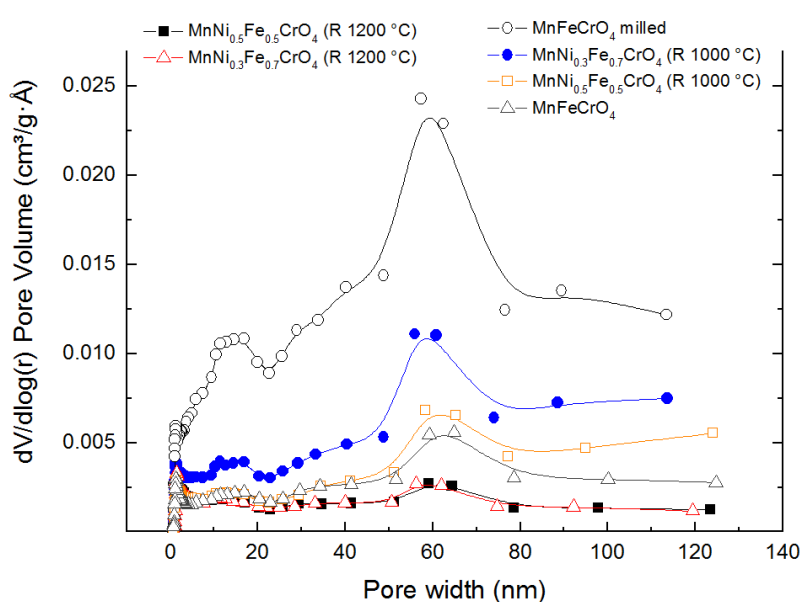 MnNi₀.₅Fe₀.₅CrO₄ (R 1200 °C)
MnNi₀.₃Fe₀.₇CrO₄ (R 1200 °C)
MnFeCrO₄ milled
MnNi₀.₃Fe₀.₇CrO₄ (R 1000 °C)
MnNi₀.₅Fe₀.₅CrO₄ (R 1000 °C)
MnFeCrO₄
dV/dlog(r) Pore Volume (cm³/g·Å)
0.025
0.020
0.015
0.010
0.005
0 20 40 60 80 100 120 140
Pore width (nm)